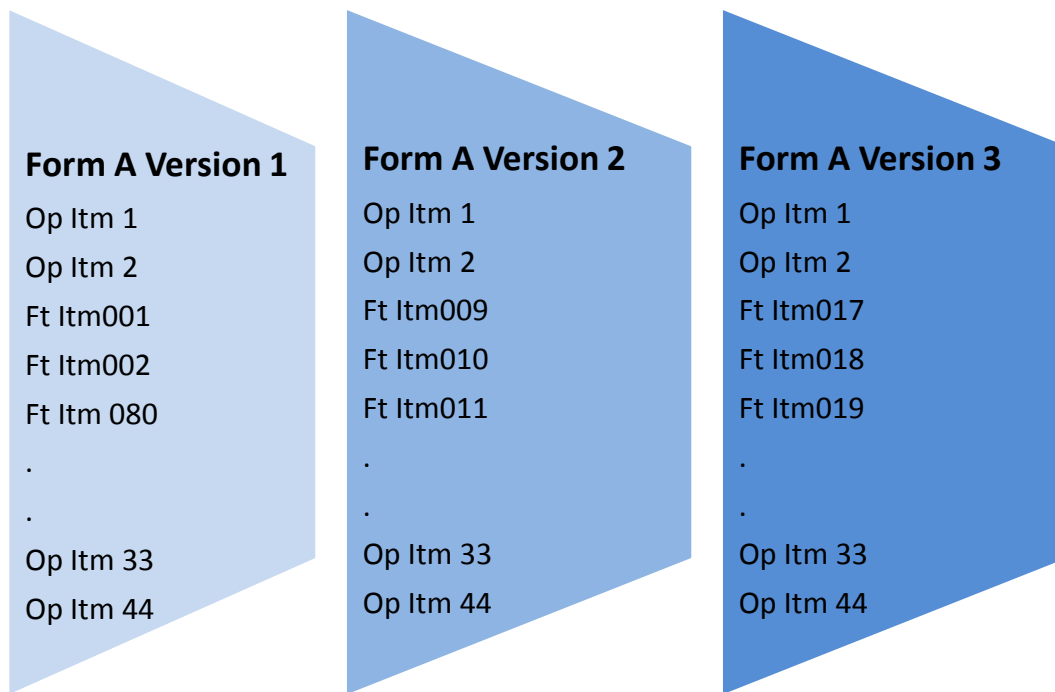 Form A Version 1
Op Itm 1
Op Itm 2
Ft Itm001
Ft Itm002
Ft Itm 080
.
.
Op Itm 33
Op Itm 44
Form A Version 2
Op Itm 1
Op Itm 2
Ft Itm009
Ft Itm010
Ft Itm011
.
.
Op Itm 33
Op Itm 44
Form A Version 3
Op Itm 1
Op Itm 2
Ft Itm017
Ft Itm018
Ft Itm019
.
.
Op Itm 33
Op Itm 44